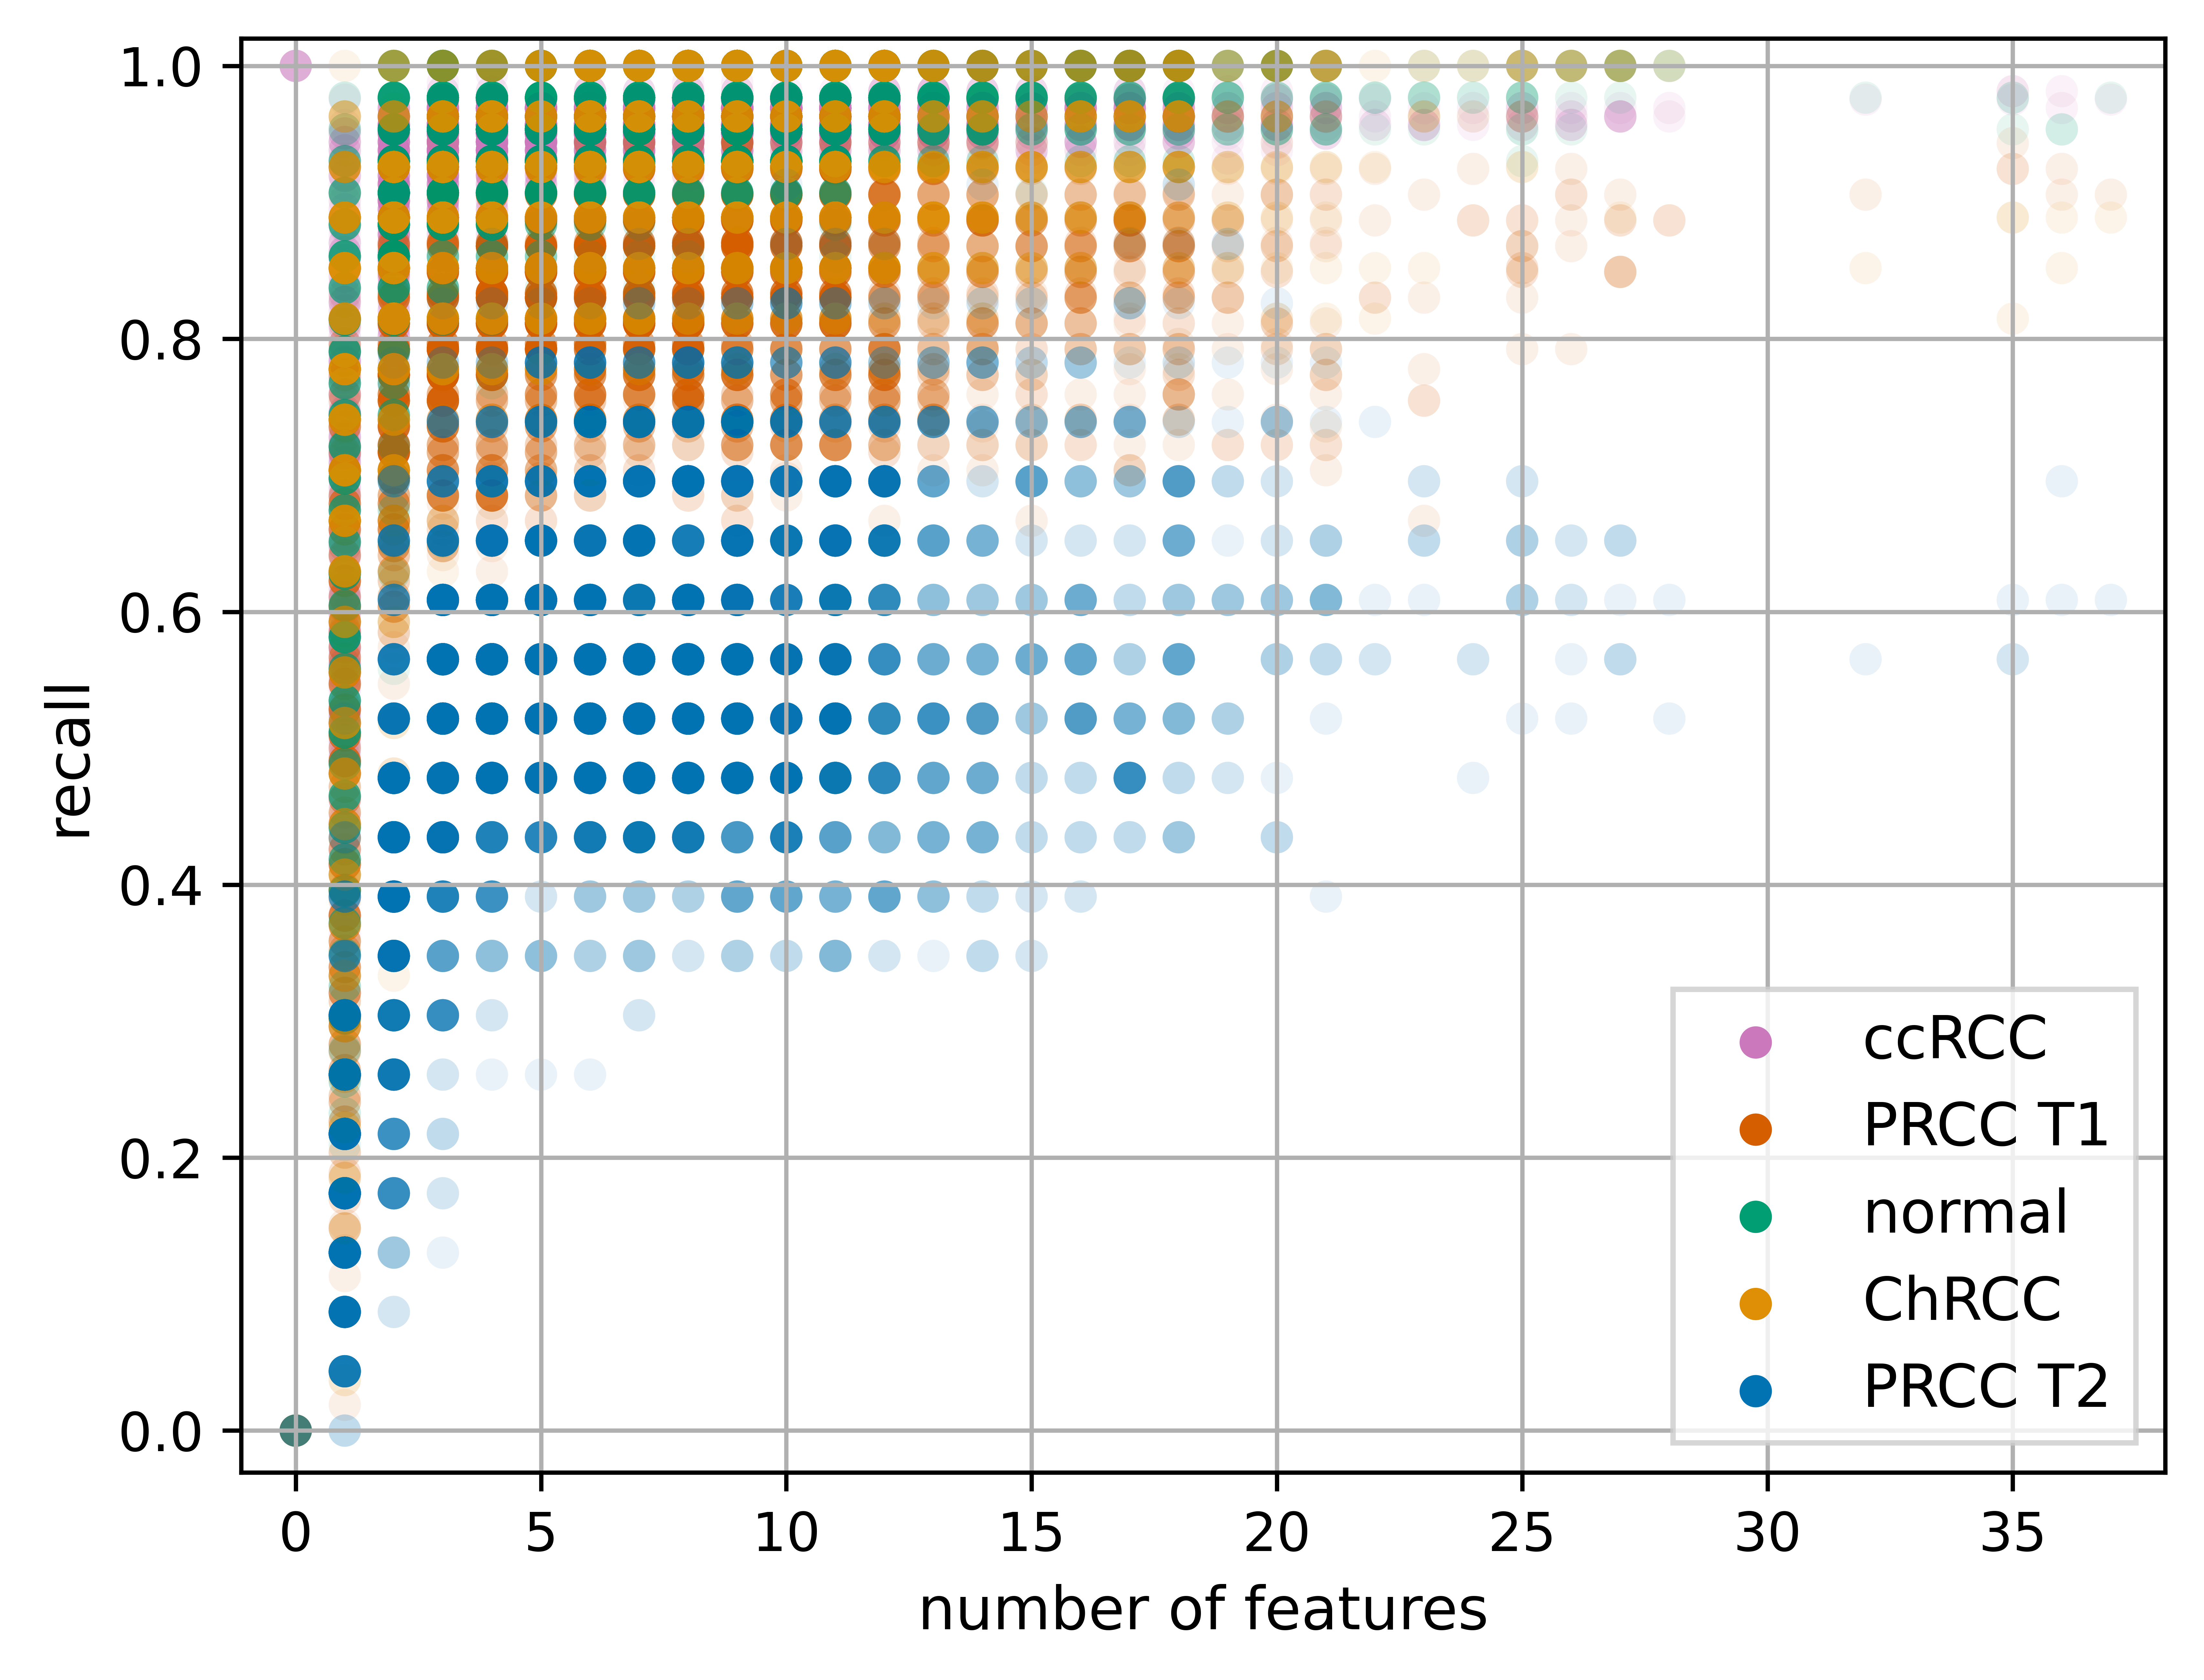 1.0
0.8
0.6
0.4
0.2
0.0
recall
ccRCC
PRCC T1
normal
ChRCC
PRCC T2
0 5 10 15 20 25 30 35
number of features